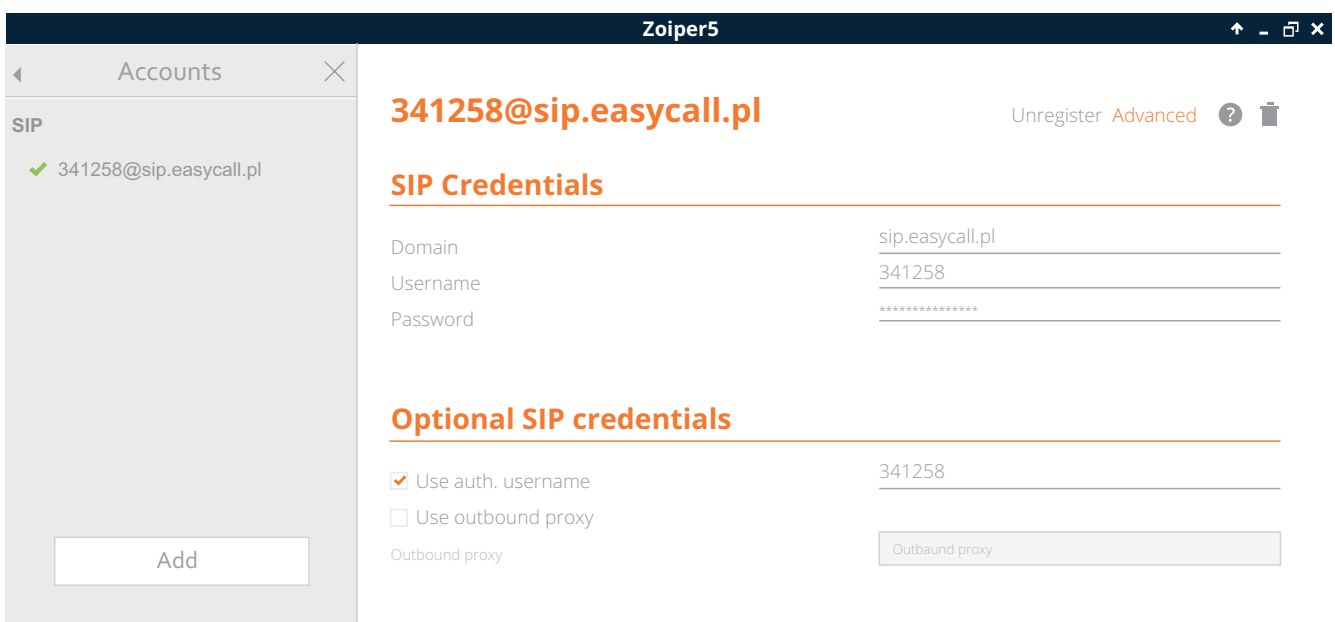 Zoiper5
Accounts
SIP
341258@sip.easycall.pl
Add
341258@sip.easycall.pl
Unregister Advanced ?
SIP Credentials
Domain sip.easycall.pl
Username 341258
Password ***************
Optional SIP credentials
Use auth. username 341258
Use outbound proxy
Outbound proxy Outbaund proxy